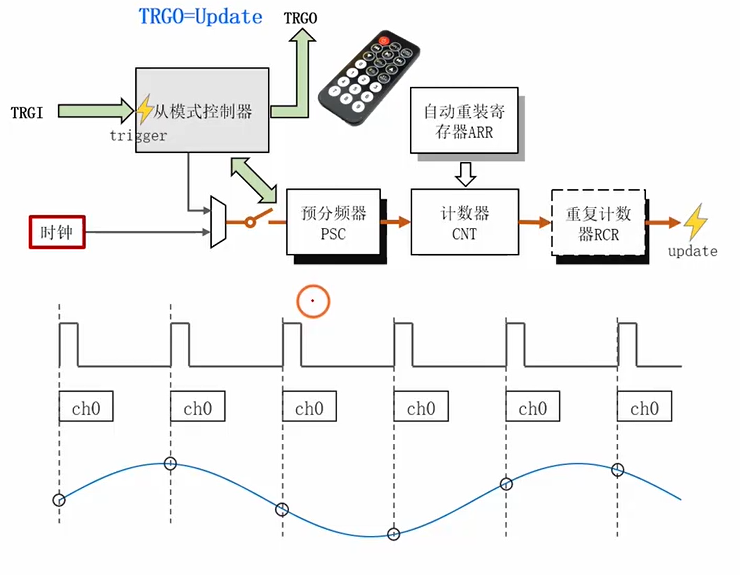 TRGO=Update
TRGO
TRGI
从模式控制器
trigger
自动重装寄
存器ARR
时钟
预分频器
PSC
计数器
CNT
重复计数
器RCR
update
ch0
ch0
ch0
ch0
ch0
ch0